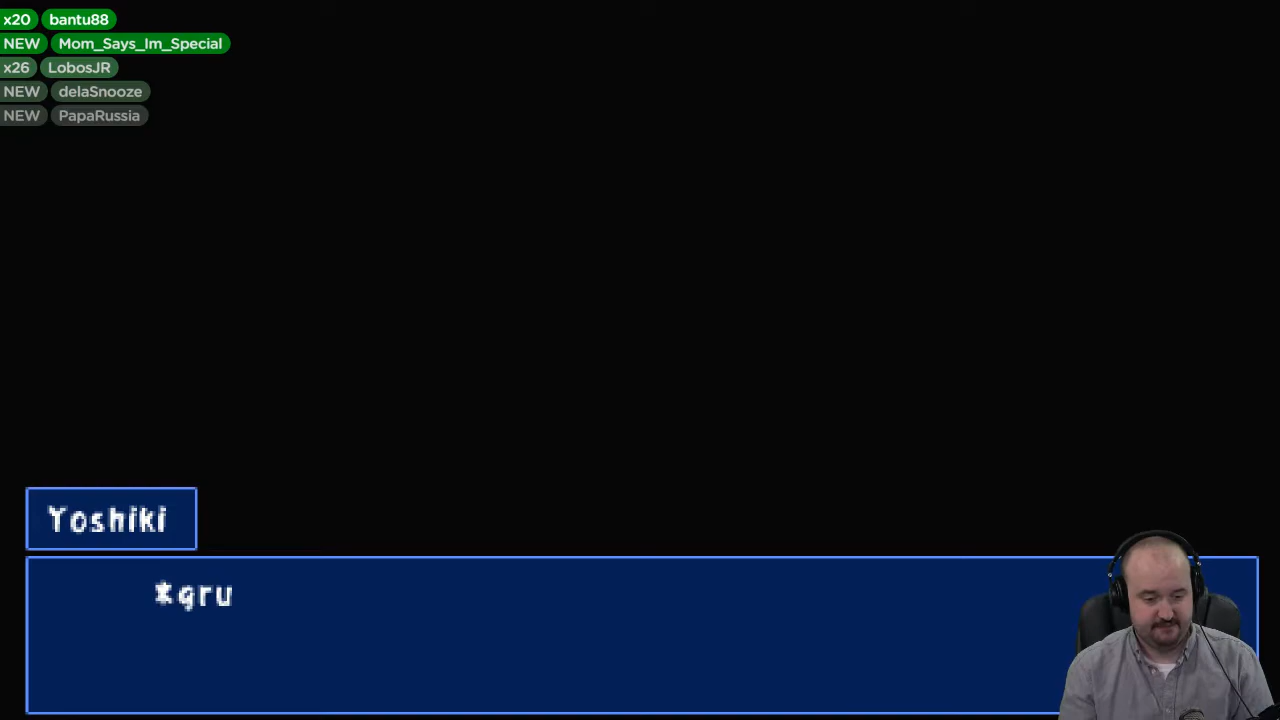 x20 bantu88
NEW Mom_Says_Im_Special
x26 LobosJR
NEW delaSnooze
NEW PapaRussia
Yoshiki
*gru